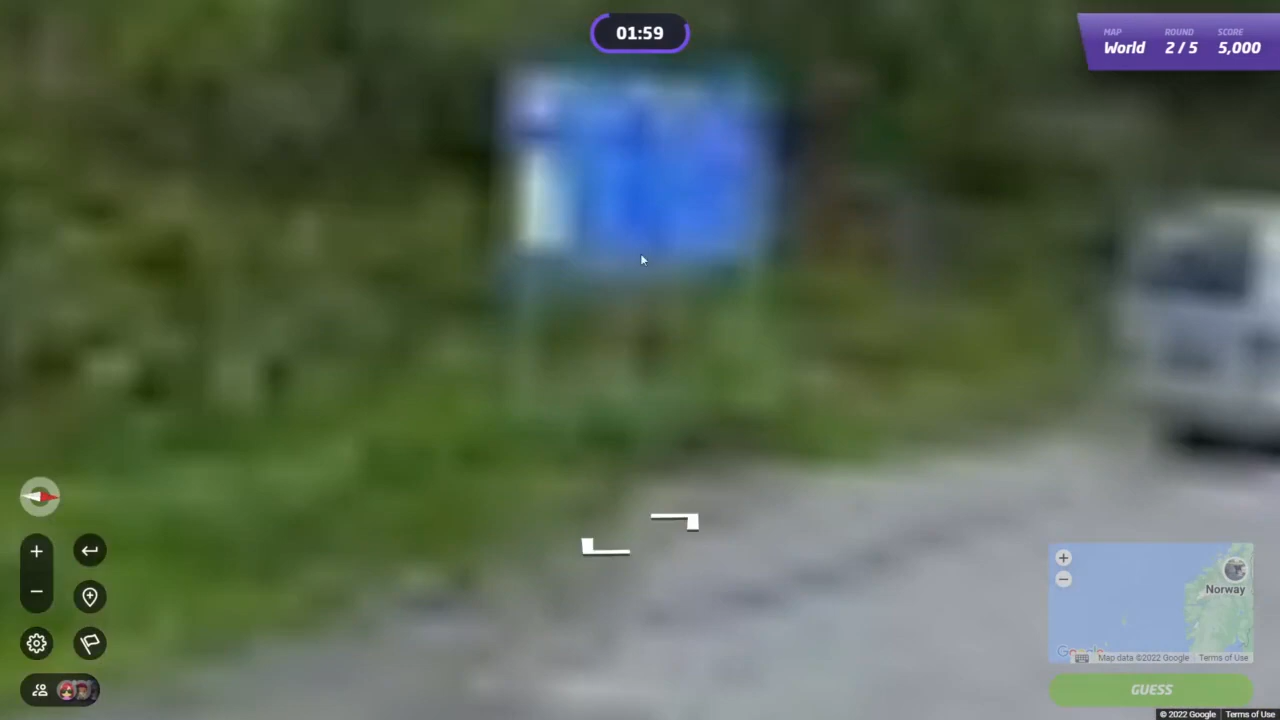 01:59
MAP ROUND SCORE
World 2 / 5 5,000
Norway
Google
Map data ©2022 Google Terms of Use
GUESS
© 2022 Google Terms of Use